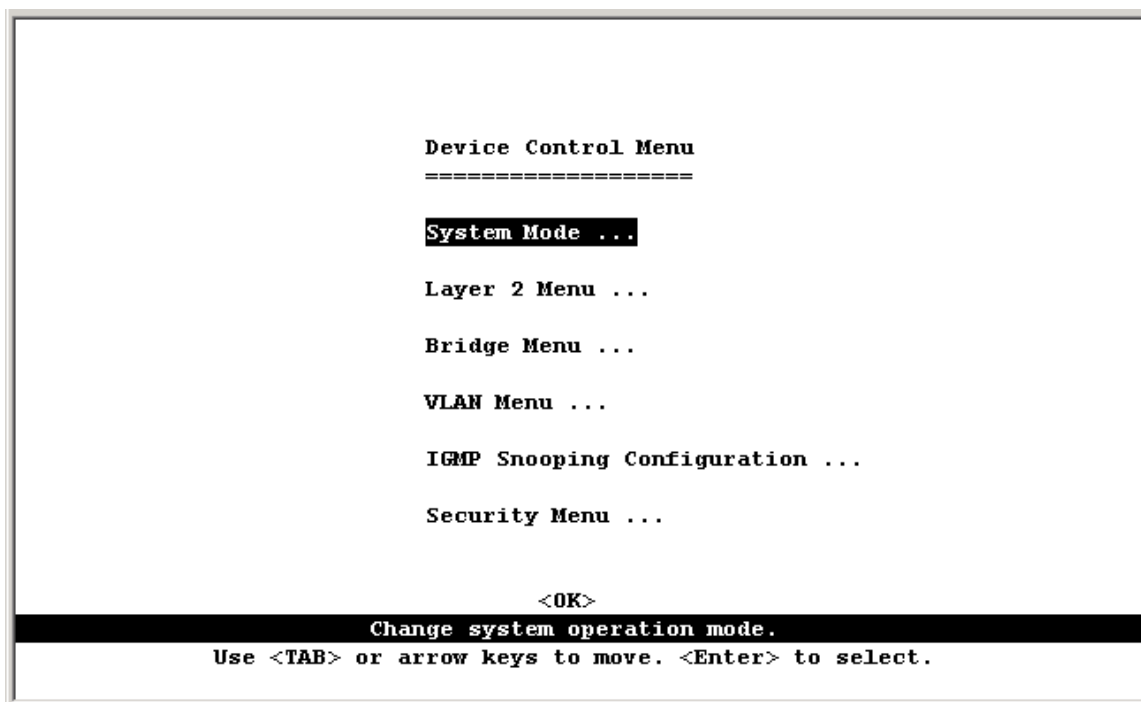 Device Control Menu
===================
System Mode ...
Layer 2 Menu ...
Bridge Menu ...
VLAN Menu ...
IGMP Snooping Configuration ...
Security Menu ...
<OK>
Change system operation mode.
Use <TAB> or arrow keys to move. <Enter> to select.